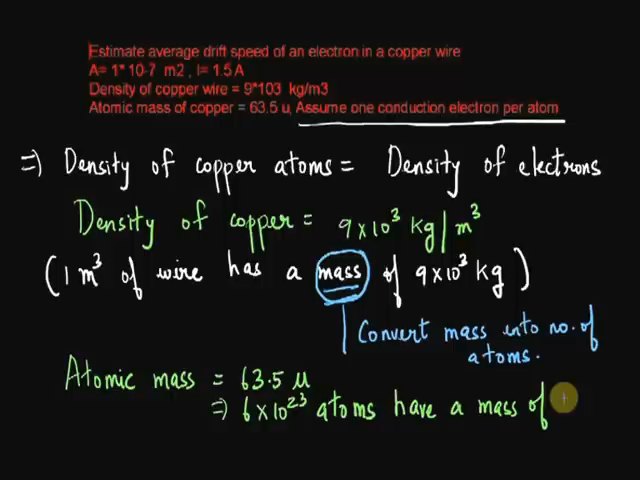 Estimate average drift speed of an electron in a copper wire
A= 1* 10-7 m2 , I= 1.5 A
Density of copper wire = 9*103 kg/m3
Atomic mass of copper = 63.5 u, Assume one conduction electron per atom
=) Density of copper atoms = Density of electrons
Density of copper = 9 x 10³ kg/m³
(1 m³ of wire has a mass of 9x10³ kg)
Convert mass into no. of
atoms.
Atomic mass = 63.5 u
=) 6 x 10²³ atoms have a mass of